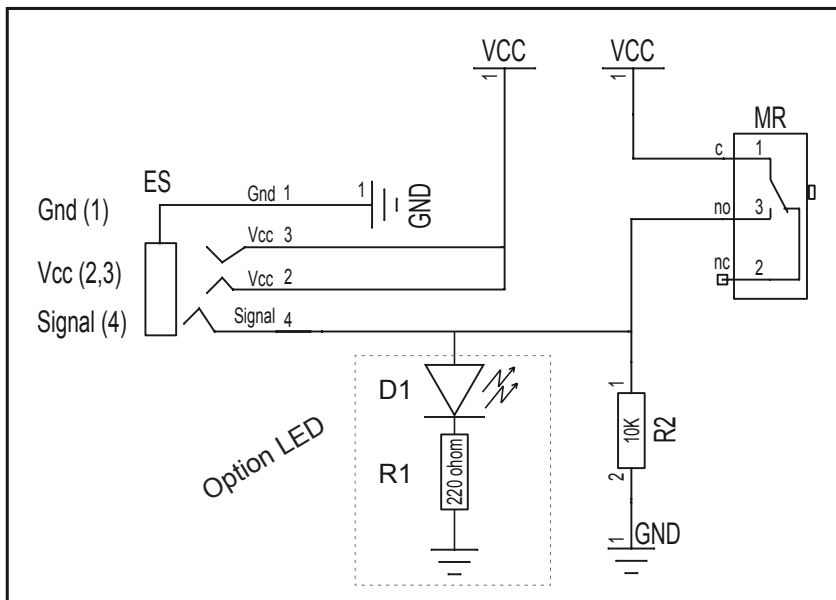 VCC
1
VCC
1
MR
c 1
no 3
nc 2
ES
Gnd 1
1
GND
Gnd (1)
Vcc 3
Vcc (2,3)
Vcc 2
Signal (4)
Signal 4
Option LED
D1
R1
220 ohom
1
10K
R2
2
1
GND